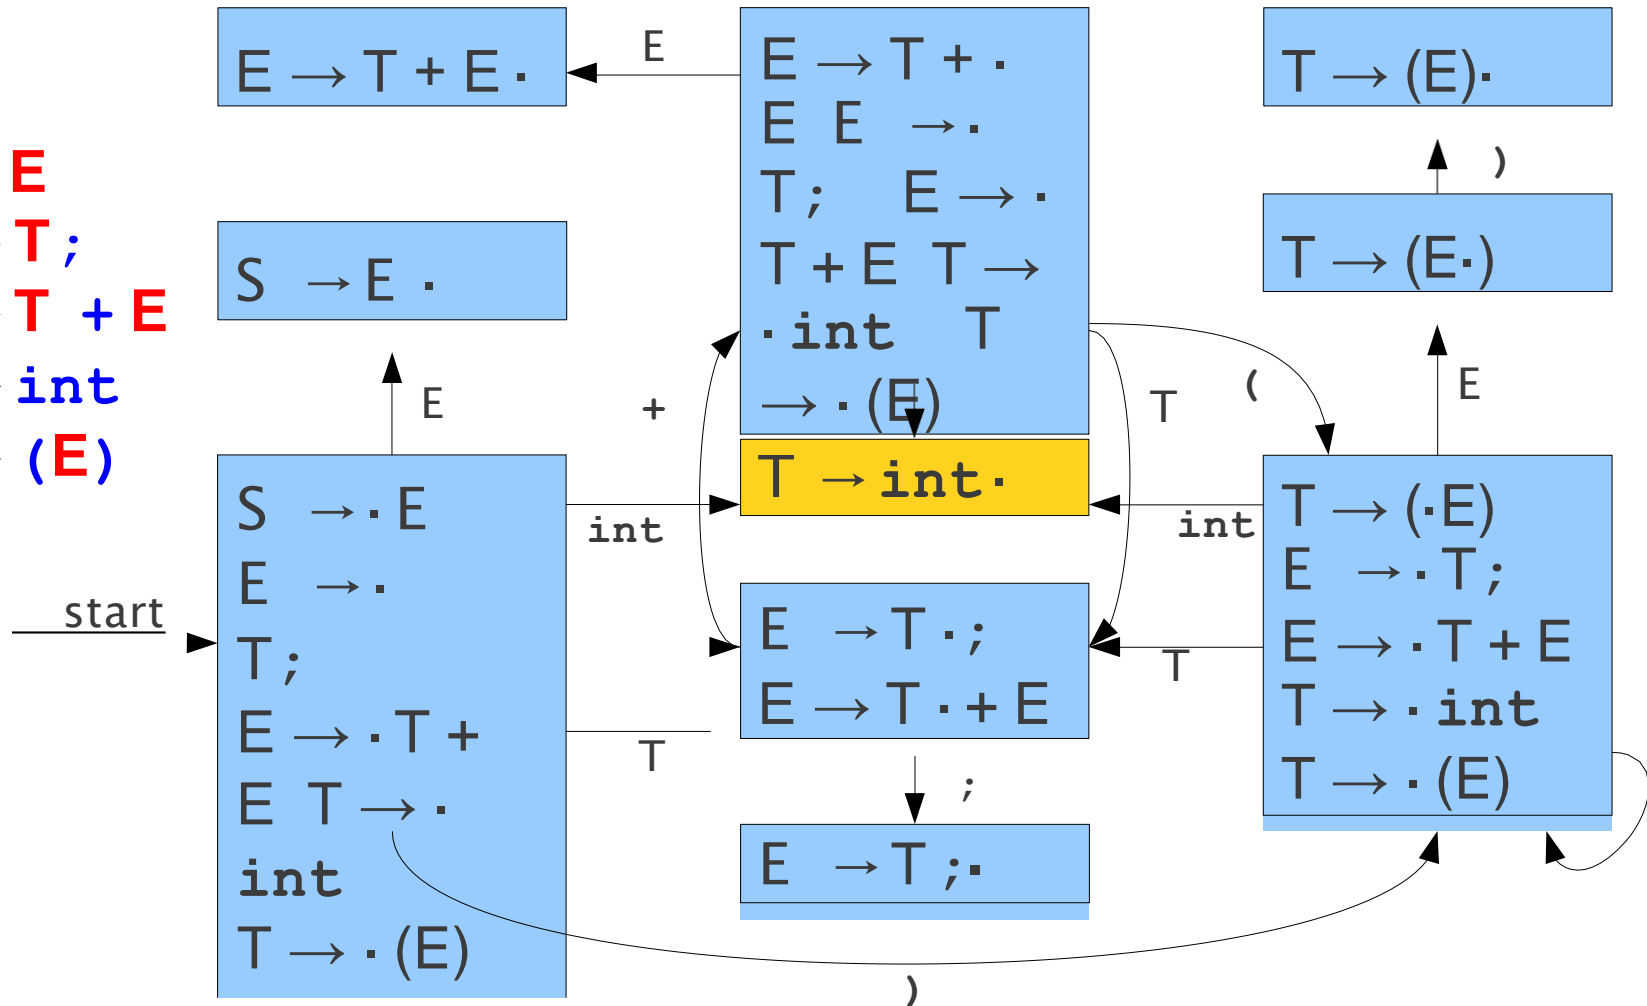 E
T ;
T + E
int
(E)
start
E → T + E ·
E
S → E ·
E
S → · E
E → ·
T ;
E → · T +
E T → ·
int
T → · (E)
E → T + ·
E E → ·
T ; E → ·
T + E T →
· int T
→ · (E)
+
T → int ·
int
E → T · ;
E → T · + E
T
;
E → T ; ·
)
T
(
int
T
T → (E) ·
)
T → (E · )
E
T → ( · E)
E → · T ;
E → · T + E
T → · int
T → · (E)